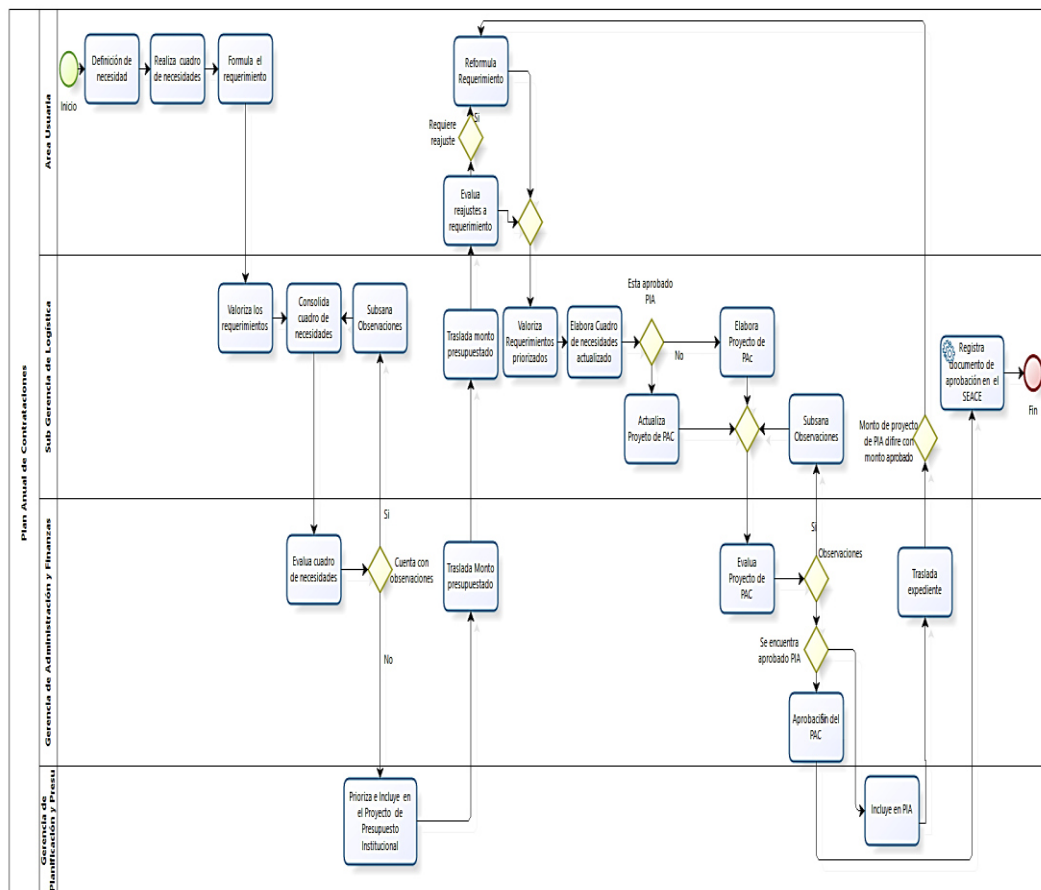 Plan Anual de Contrataciones
Area Usuaria
Inicio
Definición de
necesidad
Realiza cuadro
de necesidades
Formula el
requerimiento
Reformula
Requerimiento
Si
Requiere
reajuste
Evalua
reajustes a
requerimiento
Sub Gerencia de Logística
Valoriza los
requerimientos
Consolida
cuadro de
necesidades
Subsana
Observaciones
Traslada monto
presupuestado
Valoriza
Requerimientos
priorizados
Elabora Cuadro
de necesidades
actualizado
Esta aprobado
PIA
No
Elabora
Proyecto de
PAc
Actualiza
Proyeto de PAC
Subsana
Observaciones
Monto de proyecto
de PIA difire con
monto aprobado
Registra
documento de
aprobación en el
SEACE
Fin
Gerencia de Administración y Finanzas
Evalua cuadro
de necesidades
Si
Cuenta con
obsenaciones
No
Traslada Monto
presupuestado
Evalua
Proyecto de
PAC
Si
Observaciones
Se encuentra
aprobado PIA
Aprobación del
PAC
Si
Traslada
expediente
Gerencia de
Planificación y Presu
Prioriza e Incluye en
el Proyecto de
Presupuesto
Institucional
Incluye en PIA